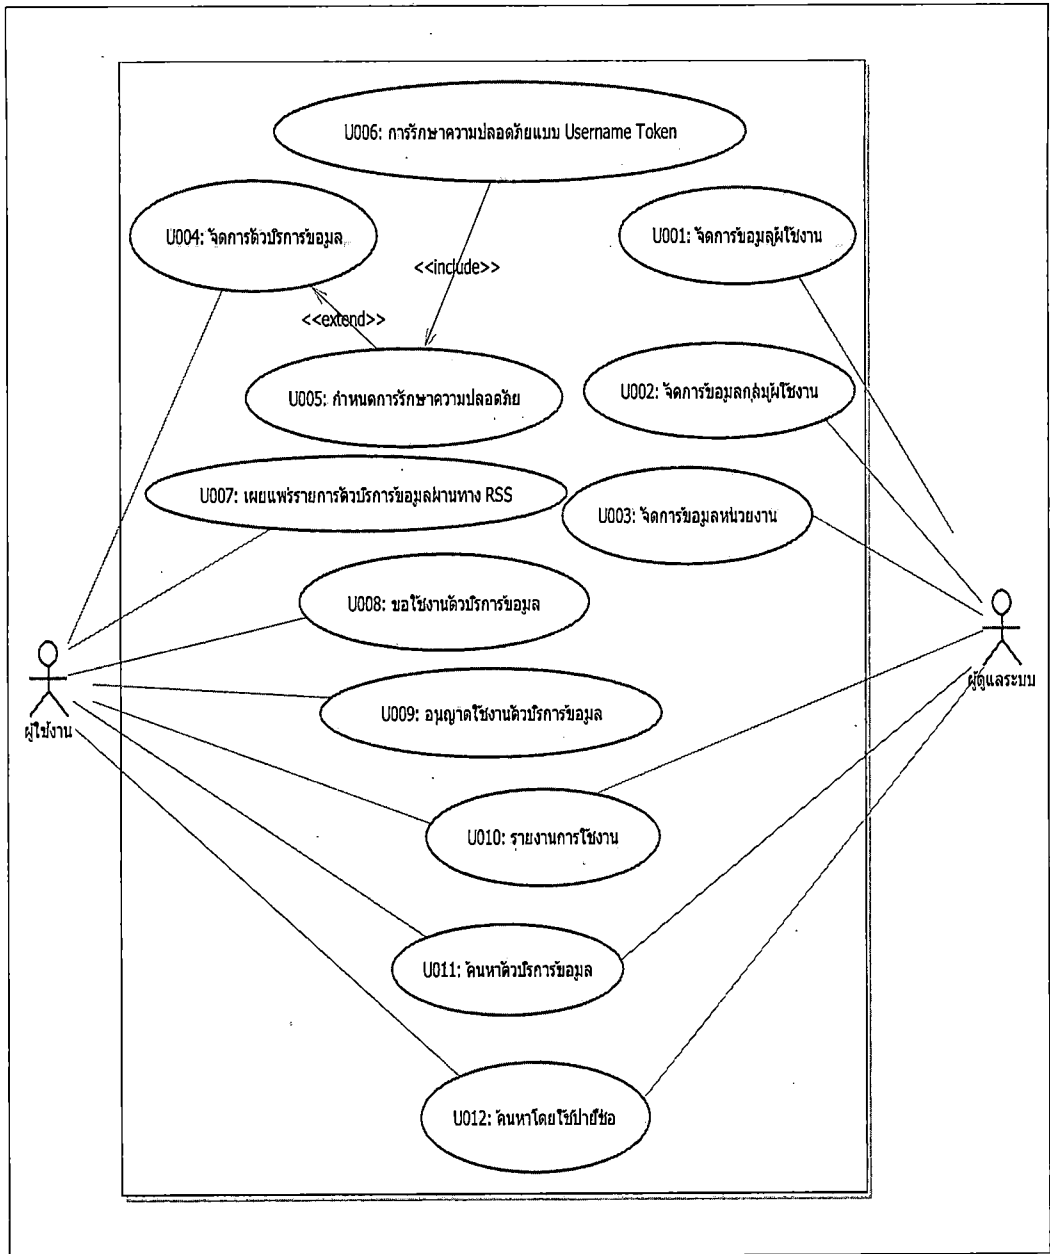 U006: การรักษาความปลอดภัยแบบ Username Token
U004: จัดการตัวบริการข้อมูล
U001: จัดการข้อมูลผู้ใช้งาน
<<include>>
<<extend>>
U005: กำหนดการรักษาความปลอดภัย
U002: จัดการข้อมูลกลุ่มผู้ใช้งาน
U007: เผยแพร่รายการตัวบริการข้อมูลผ่านทาง RSS
U003: จัดการข้อมูลหน่วยงาน
U008: ขอใช้งานตัวบริการข้อมูล
ผู้ดูแลระบบ
U009: อนุญาตใช้งานตัวบริการข้อมูล
ผู้ใช้งาน
U010: รายงานการใช้งาน
U011: ค้นหาตัวบริการข้อมูล
U012: ค้นหาโดยใช้ป้ายชื่อ